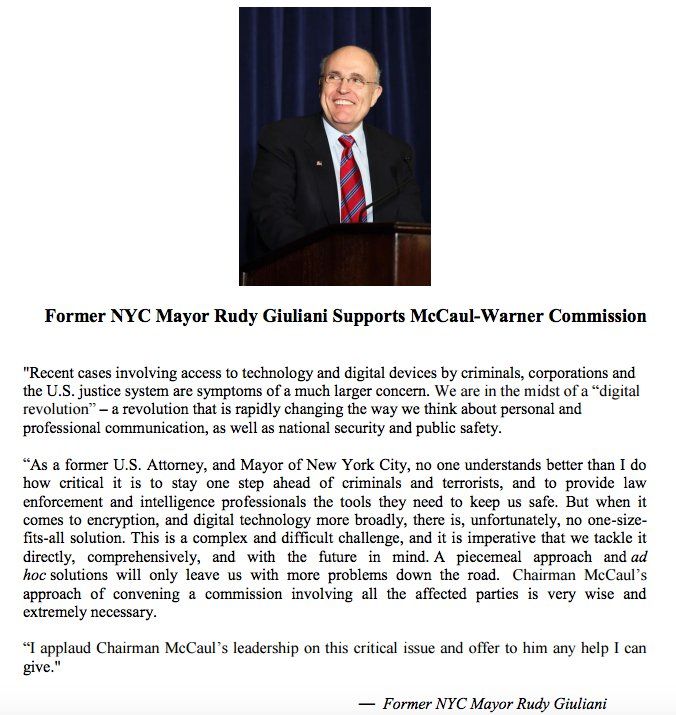 Former NYC Mayor Rudy Giuliani Supports McCaul-Warner Commission
"Recent cases involving access to technology and digital devices by criminals, corporations and
the U.S. justice system are symptoms of a much larger concern. We are in the midst of a “digital
revolution” – a revolution that is rapidly changing the way we think about personal and
professional communication, as well as national security and public safety.
“As a former U.S. Attorney, and Mayor of New York City, no one understands better than I do
how critical it is to stay one step ahead of criminals and terrorists, and to provide law
enforcement and intelligence professionals the tools they need to keep us safe. But when it
comes to encryption, and digital technology more broadly, there is, unfortunately, no one-size-
fits-all solution. This is a complex and difficult challenge, and it is imperative that we tackle it
directly, comprehensively, and with the future in mind. A piecemeal approach and ad
hoc solutions will only leave us with more problems down the road. Chairman McCaul’s
approach of convening a commission involving all the affected parties is very wise and
extremely necessary.
“I applaud Chairman McCaul’s leadership on this critical issue and offer to him any help I can
give."
— Former NYC Mayor Rudy Giuliani